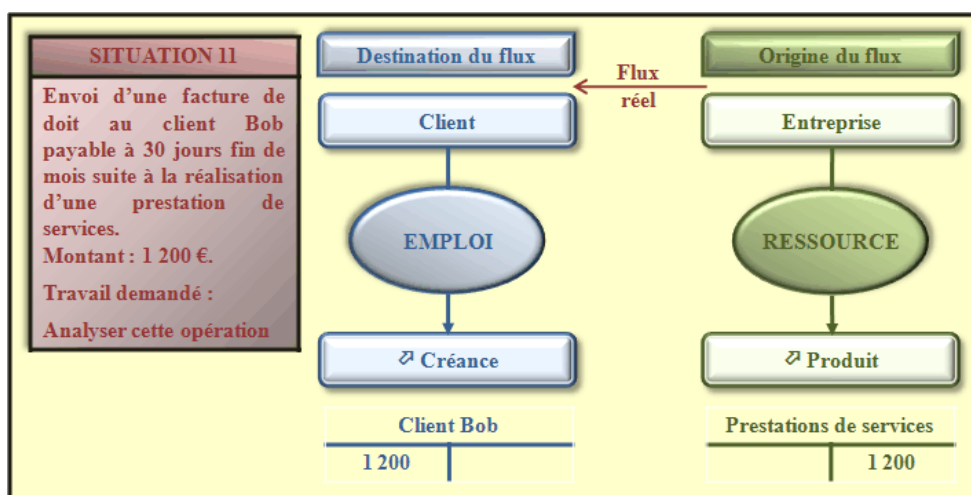 SITUATION 11
Envoi d'une facture de
doit au client Bob
payable à 30 jours fin de
mois suite à la réalisation
d'une prestation de
services.
Montant : 1 200 €.
Travail demandé :
Analyser cette opération
Destination du flux
Flux
réel
Origine du flux
Client
Entreprise
EMPLOI
RESSOURCE
⬀ Créance
⬀ Produit
Client Bob
1 200
Prestations de services
1 200